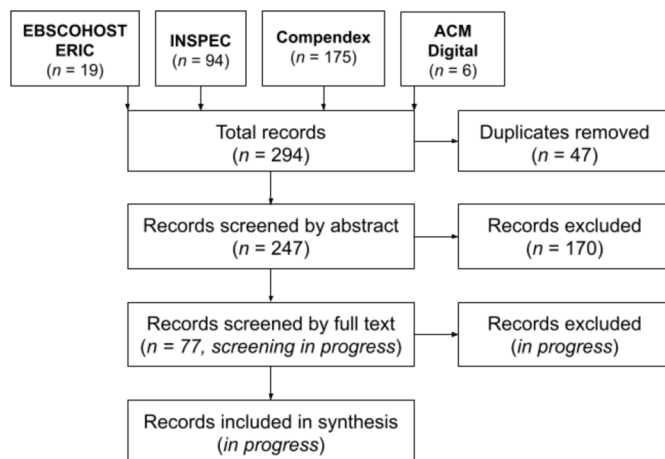 EBSCOHOST
ERIC
(n = 19)
INSPEC
(n = 94)
Compendex
(n = 175)
ACM
Digital
(n = 6)
Total records
(n = 294)
Duplicates removed
(n = 47)
Records screened by abstract
(n = 247)
Records excluded
(n = 170)
Records screened by full text
(n = 77, screening in progress)
Records excluded
(in progress)
Records included in synthesis
(in progress)